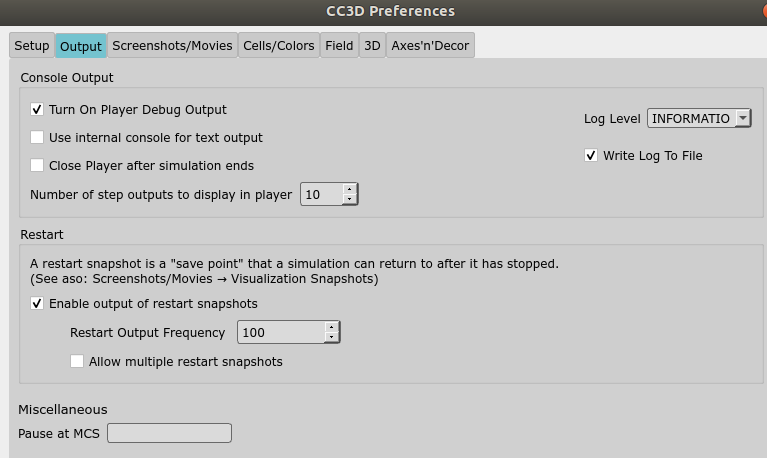 CC3D Preferences
Setup Output Screenshots/Movies Cells/Colors Field 3D Axes'n'Decor
Console Output
Turn On Player Debug Output
Log Level INFORMATIO
Use internal console for text output
Write Log To File
Close Player after simulation ends
Number of step outputs to display in player 10
Restart
A restart snapshot is a "save point" that a simulation can return to after it has stopped.
(See aso: Screenshots/Movies → Visualization Snapshots)
Enable output of restart snapshots
Restart Output Frequency 100
Allow multiple restart snapshots
Miscellaneous
Pause at MCS